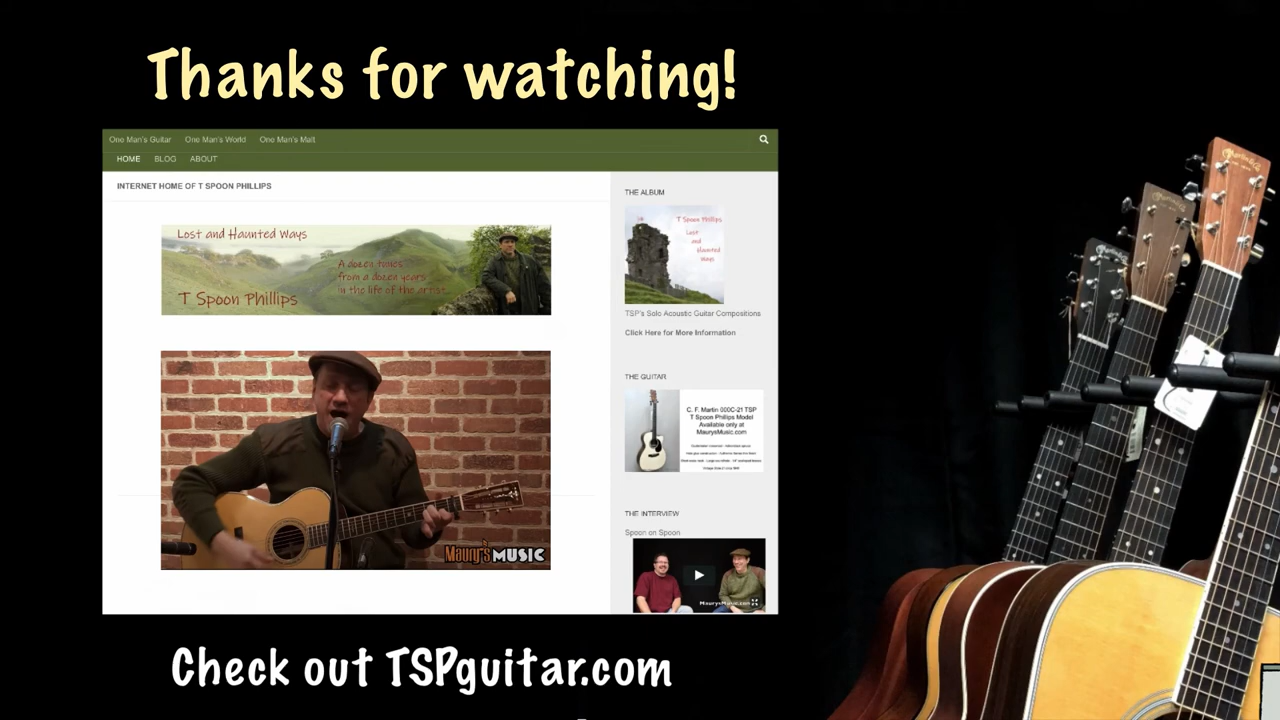 Thanks for watching!
One Man's Guitar One Man's World One Man's Malt
HOME BLOG ABOUT
INTERNET HOME OF T SPOON PHILLIPS
Lost and Haunted Ways
A dozen tunes
from a dozen years
in the life of the artist
T Spoon Phillips
Maury's MUSIC
THE ALBUM
T Spoon Phillips
Lost
and
Haunted
Ways
TSP's Solo Acoustic Guitar Compositions
Click Here for More Information
THE GUITAR
C. F. Martin 000C-21 TSP
T Spoon Phillips Model
Available only at
MaurysMusic.com
THE INTERVIEW
Spoon on Spoon
MaurysMusic.com
Check out TSPguitar.com